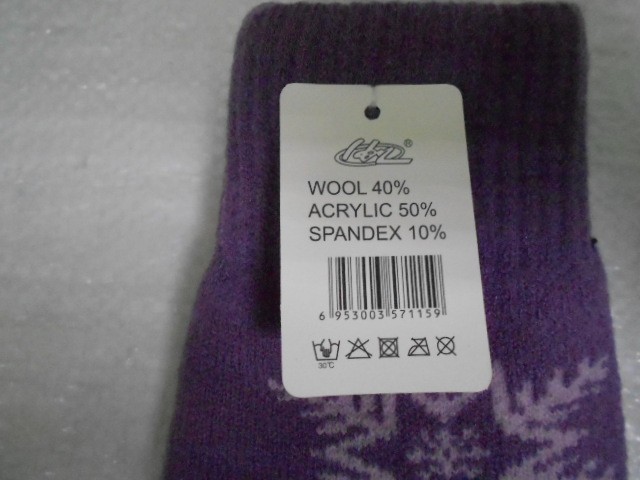 WOOL 40%
ACRYLIC 50%
SPANDEX 10%
6 953003 571159
30°C